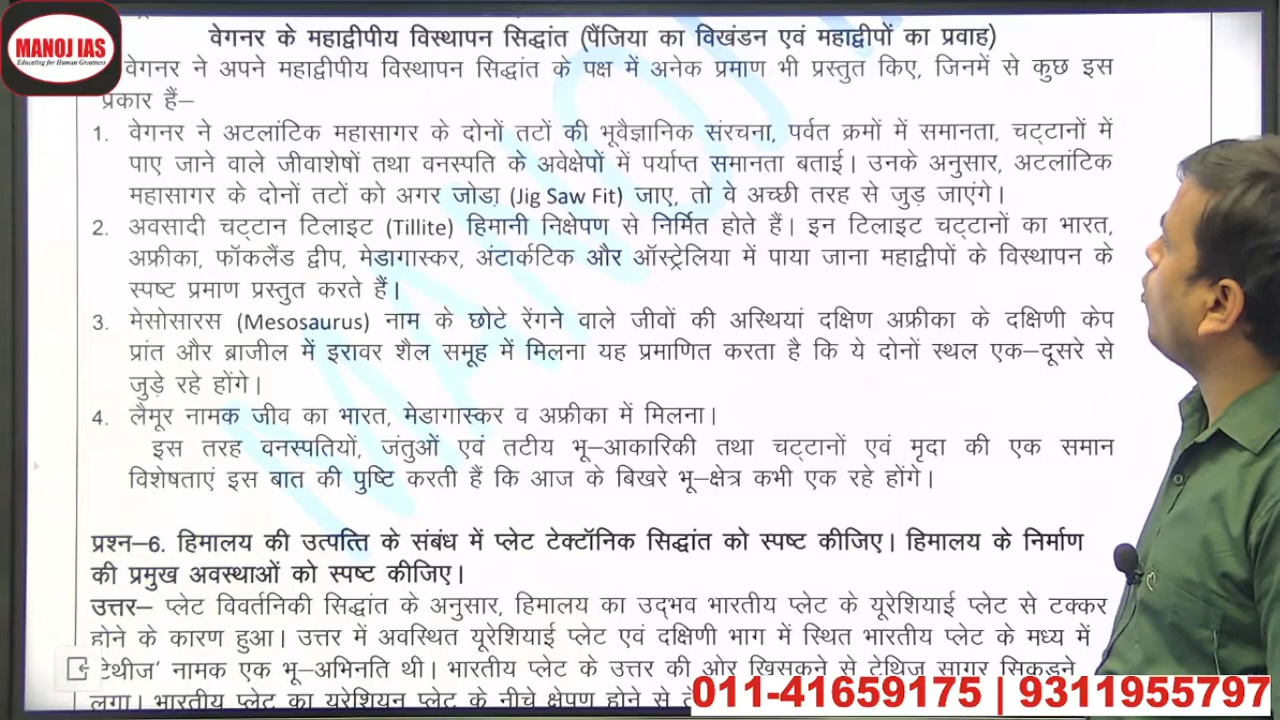 MANOJ IAS
Educating for Human Greatness
वेगनर के महाद्वीपीय विस्थापन सिद्धांत (पैंजिया का विखंडन एवं महाद्वीपों का प्रवाह)
वेगनर ने अपने महाद्वीपीय विस्थापन सिद्धांत के पक्ष में अनेक प्रमाण भी प्रस्तुत किए, जिनमें से कुछ इस
प्रकार हैं–
1. वेगनर ने अटलांटिक महासागर के दोनों तटों की भूवैज्ञानिक संरचना, पर्वत क्रमों में समानता, चट्टानों में
पाए जाने वाले जीवाशेषों तथा वनस्पति के अवेक्षेपों में पर्याप्त समानता बताई। उनके अनुसार, अटलांटिक
महासागर के दोनों तटों को अगर जोडा़ (Jig Saw Fit) जाए, तो वे अच्छी तरह से जुड़ जाएंगे।
2. अवसादी चट्टान टिलाइट (Tillite) हिमानी निक्षेपण से निर्मित होते हैं। इन टिलाइट चट्टानों का भारत,
अफ्रीका, फॉकलैंड द्वीप, मेडागास्कर, अंटार्कटिक और ऑस्ट्रेलिया में पाया जाना महाद्वीपों के विस्थापन के
स्पष्ट प्रमाण प्रस्तुत करते हैं।
3. मेसोसारस (Mesosaurus) नाम के छोटे रेंगने वाले जीवों की अस्थियां दक्षिण अफ्रीका के दक्षिणी केप
प्रांत और ब्राजील में इरावर शैल समूह में मिलना यह प्रमाणित करता है कि ये दोनों स्थल एक–दूसरे से
जुड़े रहे होंगे।
4. लैमूर नामक जीव का भारत, मेडागास्कर व अफ्रीका में मिलना।
इस तरह वनस्पतियों, जंतुओं एवं तटीय भू–आकारिकी तथा चट्टानों एवं मृदा की एक समान
विशेषताएं इस बात की पुष्टि करती हैं कि आज के बिखरे भू–क्षेत्र कभी एक रहे होंगे।
प्रश्न–6. हिमालय की उत्पत्ति के संबंध में प्लेट टेक्टॉनिक सिद्धांत को स्पष्ट कीजिए। हिमालय के निर्माण
की प्रमुख अवस्थाओं को स्पष्ट कीजिए।
उत्तर– प्लेट विवर्तनिकी सिद्धांत के अनुसार, हिमालय का उद्भव भारतीय प्लेट के यूरेशियाई प्लेट से टक्कर
होने के कारण हुआ। उत्तर में अवस्थित यूरेशियाई प्लेट एवं दक्षिणी भाग में स्थित भारतीय प्लेट के मध्य में
टेथीज’ नामक एक भू–अभिनति थी। भारतीय प्लेट के उत्तर की ओर खिसकने से टेथिज सागर सिकुड़ने
लगा। भारतीय प्लेट का यूरेशियन प्लेट के नीचे क्षेपण होने से
011-41659175 | 9311955797